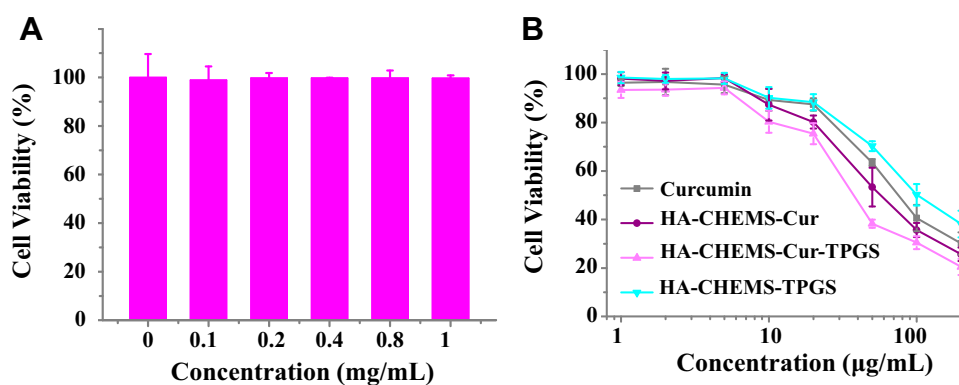 A
Cell Viability (%)
120
100
80
60
40
20
0
0 0.1 0.2 0.4 0.8 1
Concentration (mg/mL)
B
Cell Viability (%)
100
80
60
40
20
0
Curcumin
HA-CHEMS-Cur
HA-CHEMS-Cur-TPGS
HA-CHEMS-TPGS
1 10 100
Concentration (μg/mL)